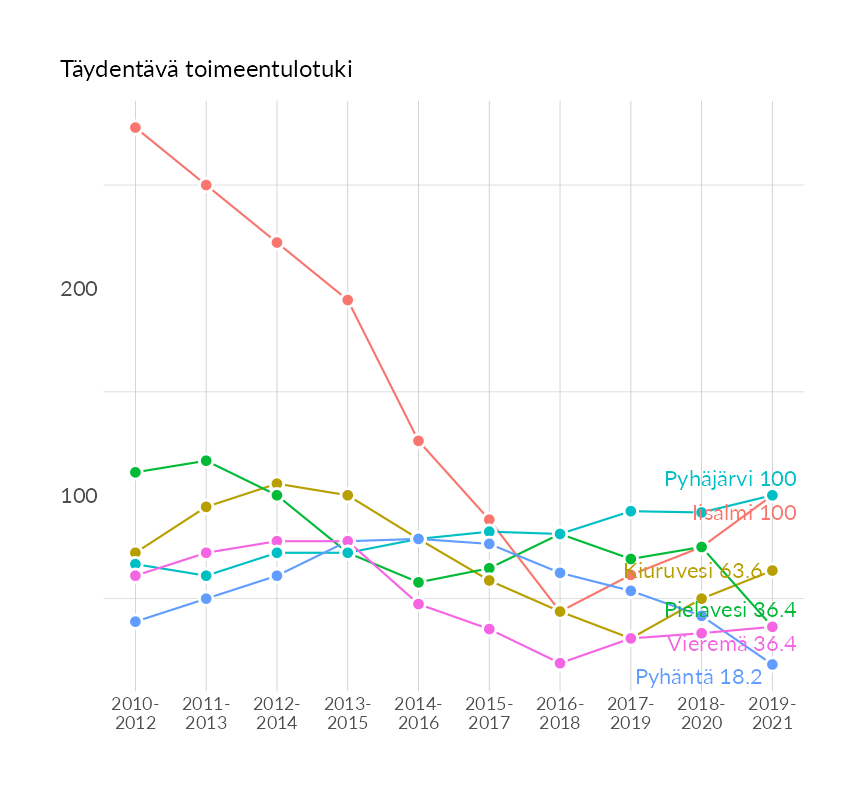 Täydentävä toimeentulotuki
200
100
Pyhäjärvi 100
Iisalmi 100
Kiuruvesi 63.6
Pielavesi 36.4
Vieremä 36.4
Pyhäntä 18.2
2010- 2011- 2012- 2013- 2014- 2015- 2016- 2017- 2018- 2019-
2012 2013 2014 2015 2016 2017 2018 2019 2020 2021